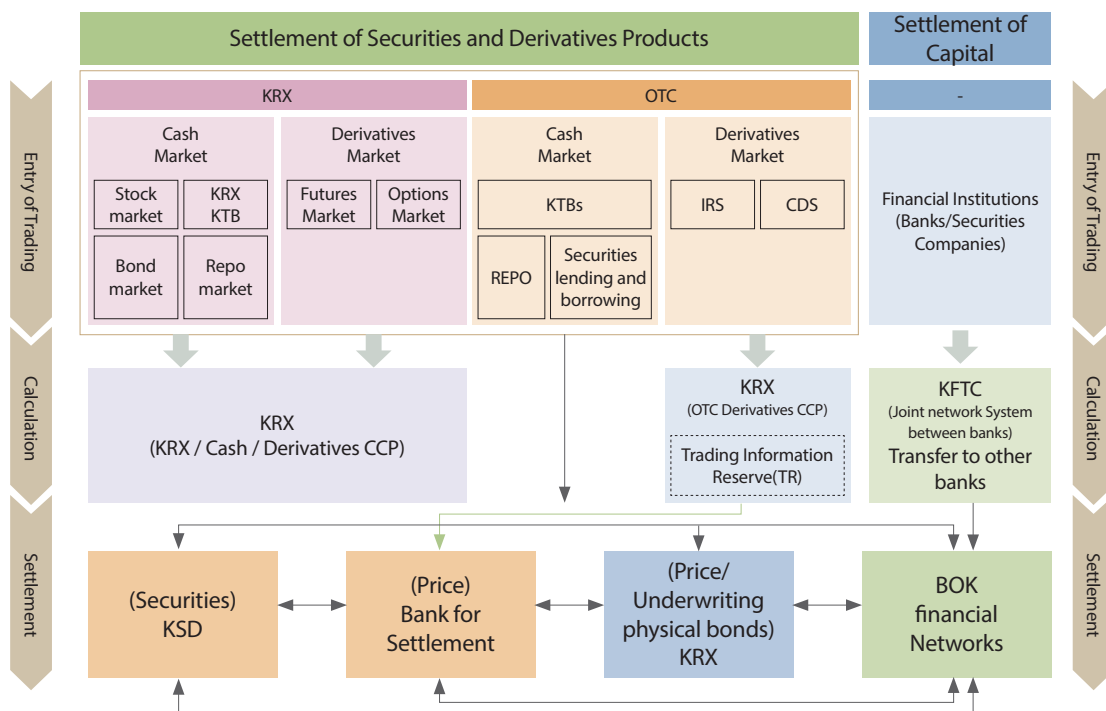 Settlement of Securities and Derivatives Products
Settlement of
Capital
KRX
OTC
-
Entry of Trading
Cash
Market
Derivatives
Market
Cash
Market
Derivatives
Market
Entry of Trading
Stock
market
KRX
KTB
Futures
Market
Options
Market
KTBs
IRS
CDS
Financial Institutions
(Banks/Securities
Companies)
Bond
market
Repo
market
REPO
Securities
lending and
borrowing
Calculation
KRX
(KRX / Cash / Derivatives CCP)
KRX
(OTC Derivatives CCP)
Trading Information
Reserve(TR)
KFTC
(Joint network System
between banks)
Transfer to other
banks
Calculation
Settlement
(Securities)
KSD
(Price)
Bank for
Settlement
(Price/
Underwriting
physical bonds)
KRX
BOK
financial
Networks
Settlement